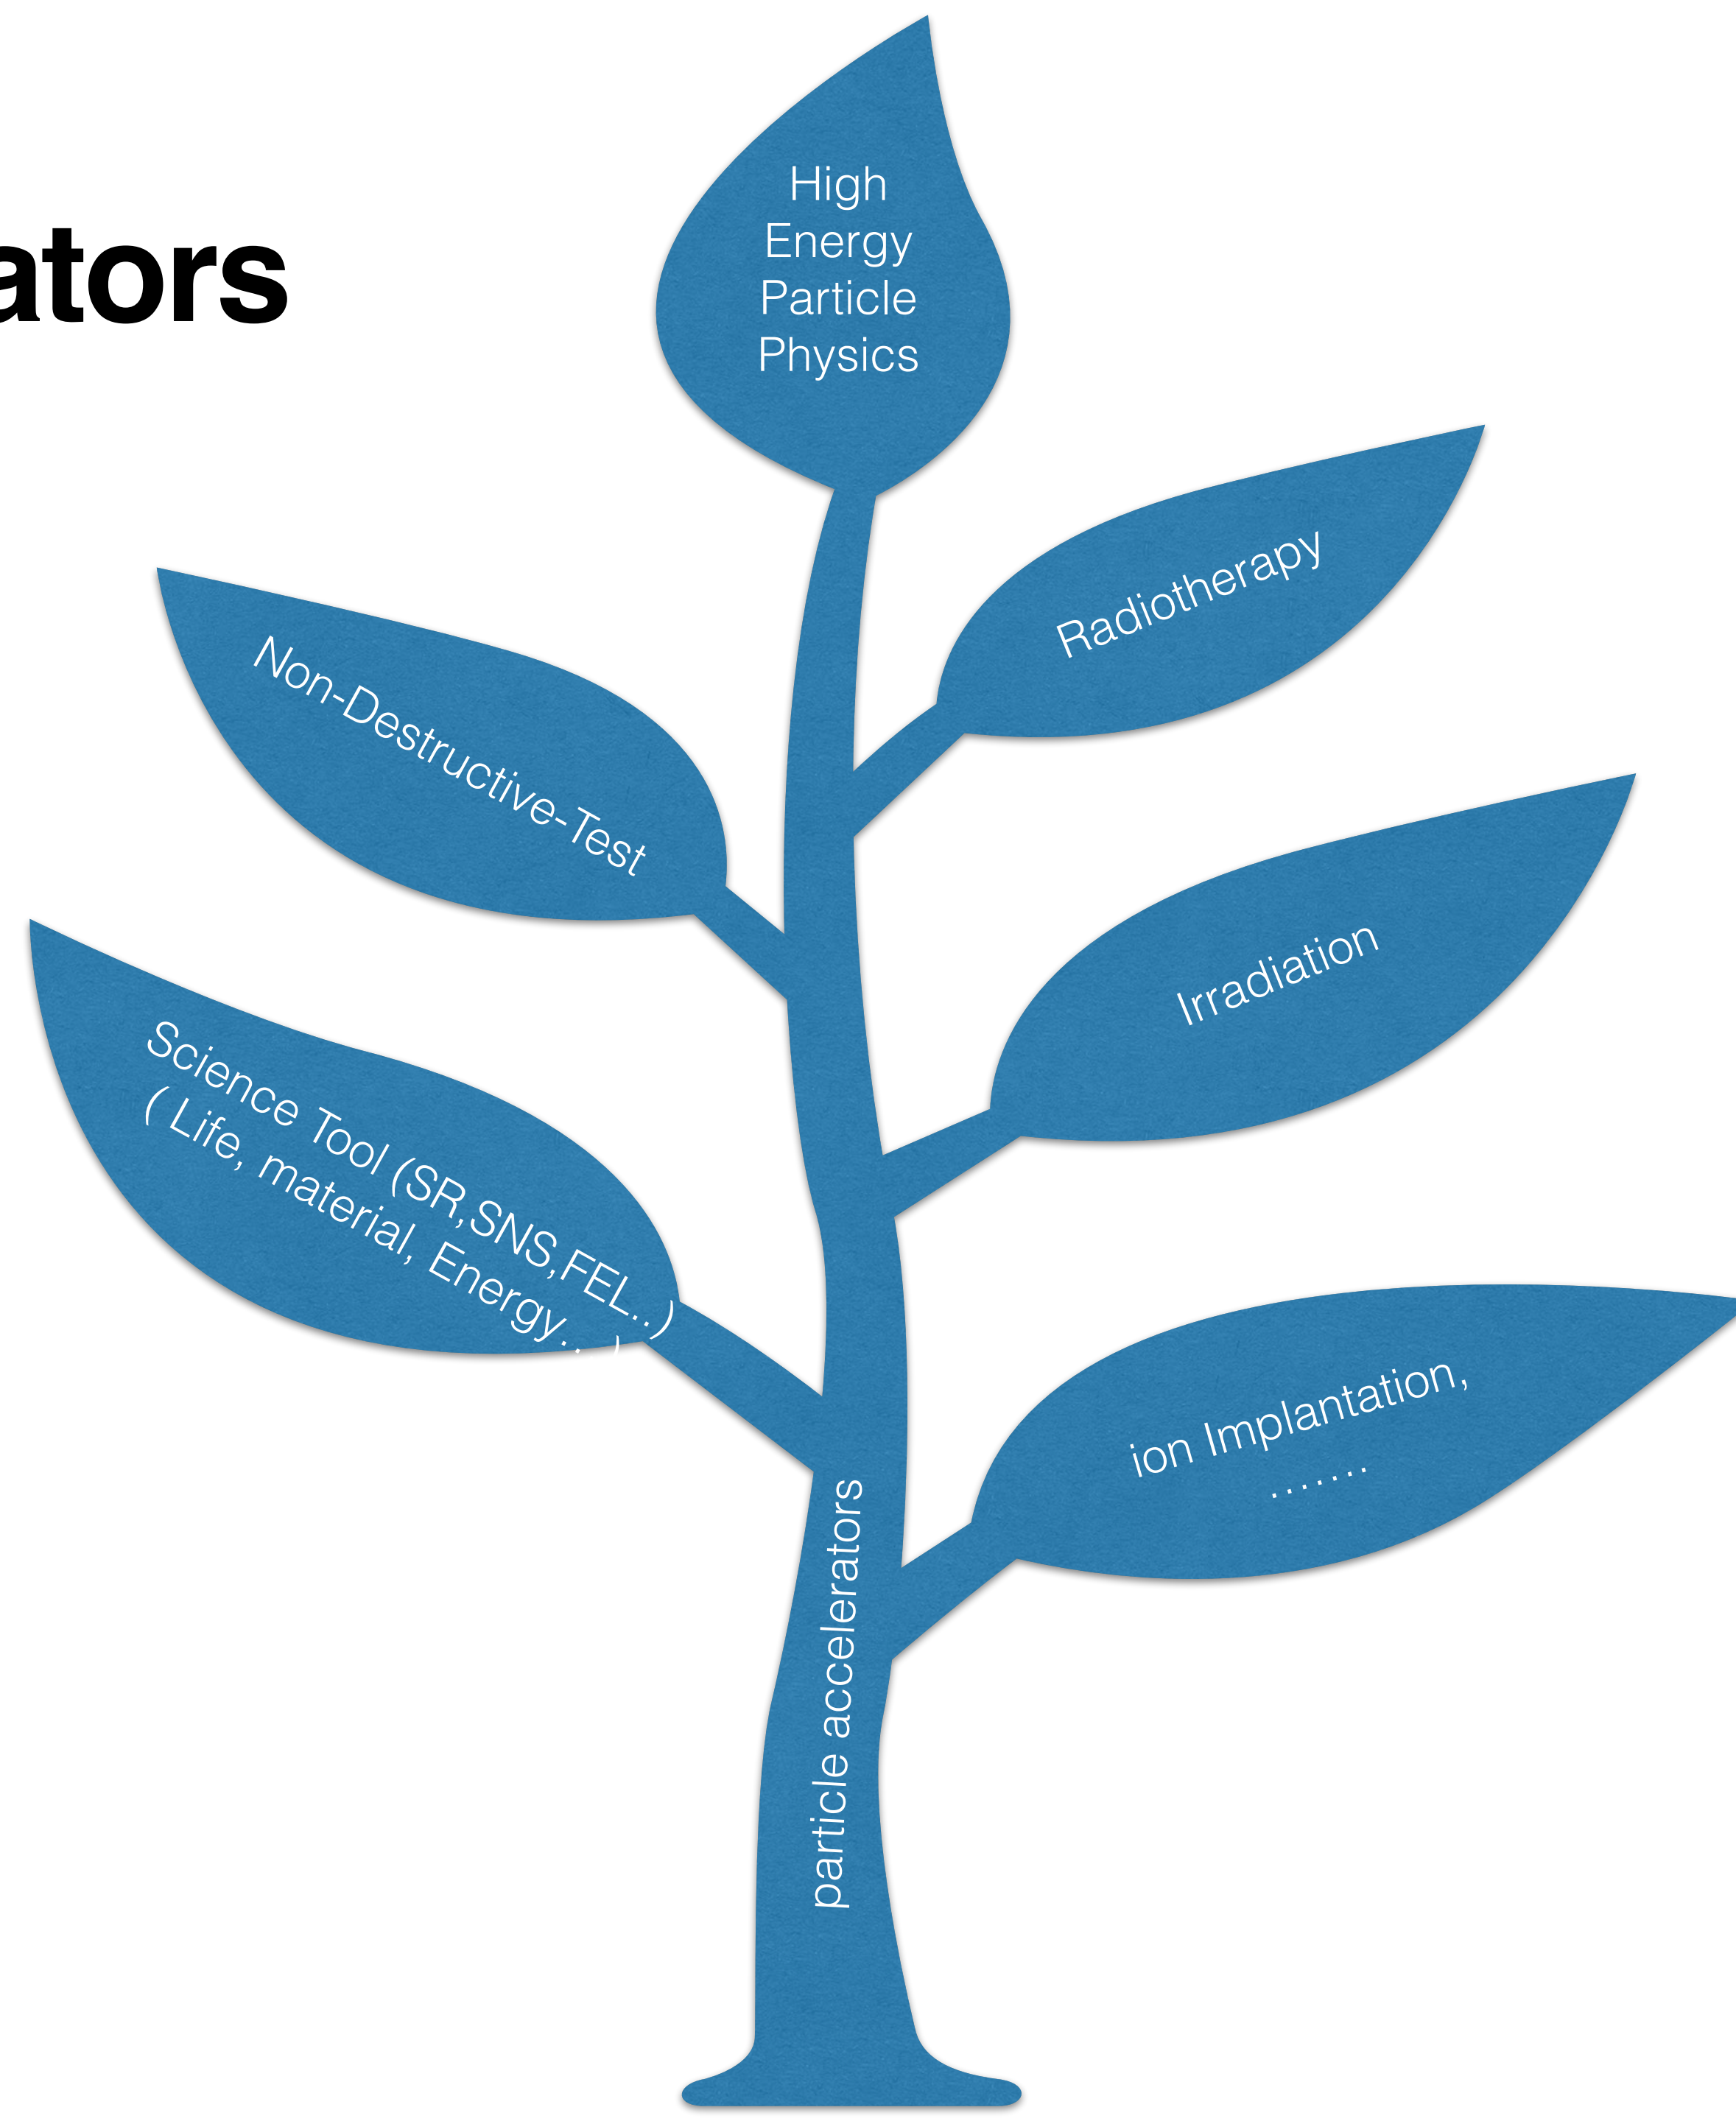 ators
High
Energy
Particle
Physics
Radiotherapy
Non-Destructive-Test
Irradiation
Science Tool (SR,SNS,FEL..)
( Life, material, Energy.. )
ion Implantation,
.......
particle accelerators